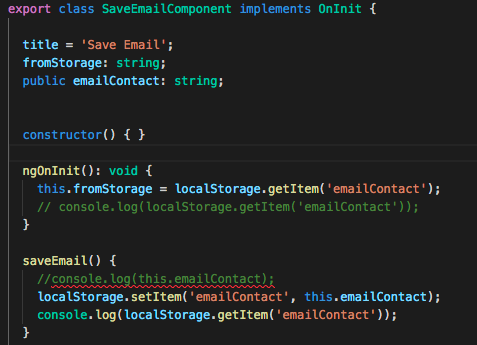 export class SaveEmailComponent implements OnInit {
title = 'Save Email';
fromStorage: string;
public emailContact: string;
constructor() { }
ngOnInit(): void {
this.fromStorage = localStorage.getItem('emailContact');
// console.log(localStorage.getItem('emailContact'));
}
saveEmail() {
//console.log(this.emailContact);
localStorage.setItem('emailContact', this.emailContact);
console.log(localStorage.getItem('emailContact'));
}